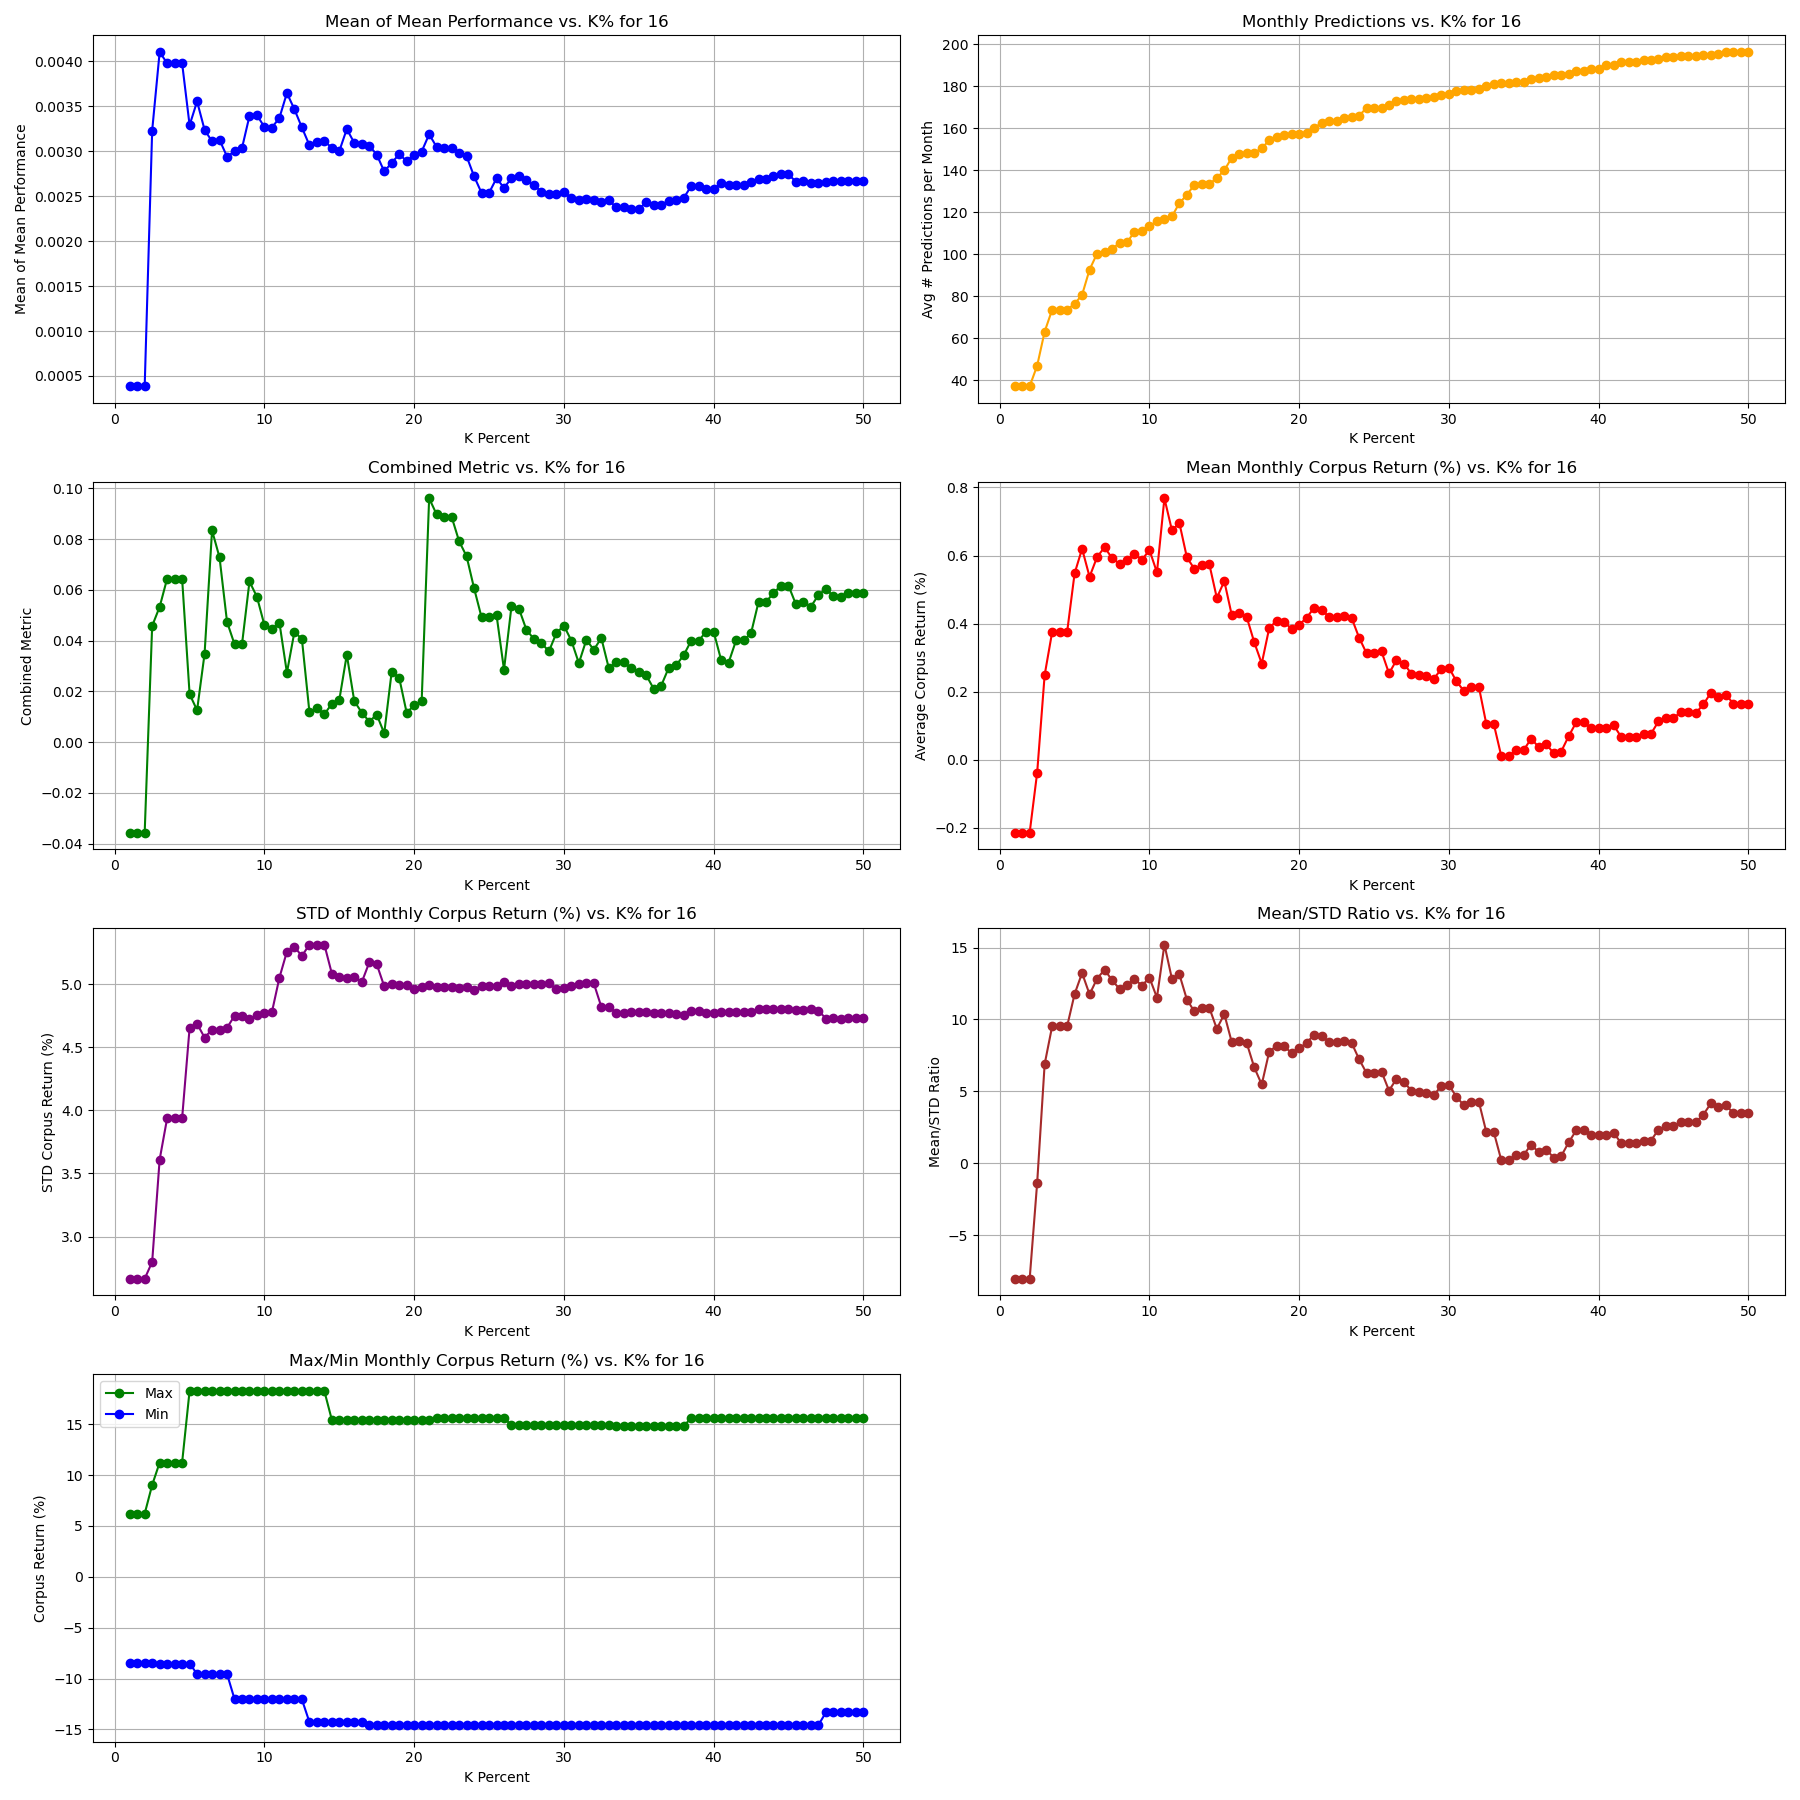 Mean of Mean Performance vs. K% for 16
Mean of Mean Performance
0.0040
0.0035
0.0030
0.0025
0.0020
0.0015
0.0010
0.0005
0 10 20 30 40 50
K Percent
Monthly Predictions vs. K% for 16
Avg # Predictions per Month
200
180
160
140
120
100
80
60
40
0 10 20 30 40 50
K Percent
Combined Metric vs. K% for 16
Combined Metric
0.10
0.08
0.06
0.04
0.02
0.00
−0.02
−0.04
0 10 20 30 40 50
K Percent
Mean Monthly Corpus Return (%) vs. K% for 16
Average Corpus Return (%)
0.8
0.6
0.4
0.2
0.0
−0.2
0 10 20 30 40 50
K Percent
STD of Monthly Corpus Return (%) vs. K% for 16
STD Corpus Return (%)
5.0
4.5
4.0
3.5
3.0
0 10 20 30 40 50
K Percent
Mean/STD Ratio vs. K% for 16
Mean/STD Ratio
15
10
5
0
−5
0 10 20 30 40 50
K Percent
Max/Min Monthly Corpus Return (%) vs. K% for 16
Max
Min
Corpus Return (%)
15
10
5
0
−5
−10
−15
0 10 20 30 40 50
K Percent